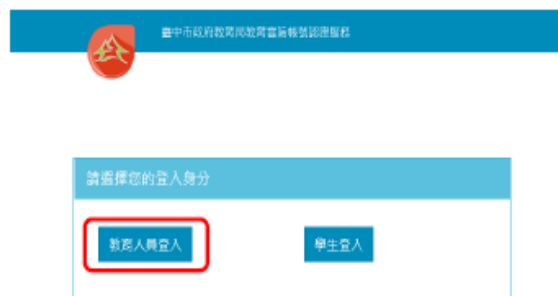 臺中市政府教育局教育雲端帳號認證服務
請選擇您的登入身分
教育人員登入
學生登入